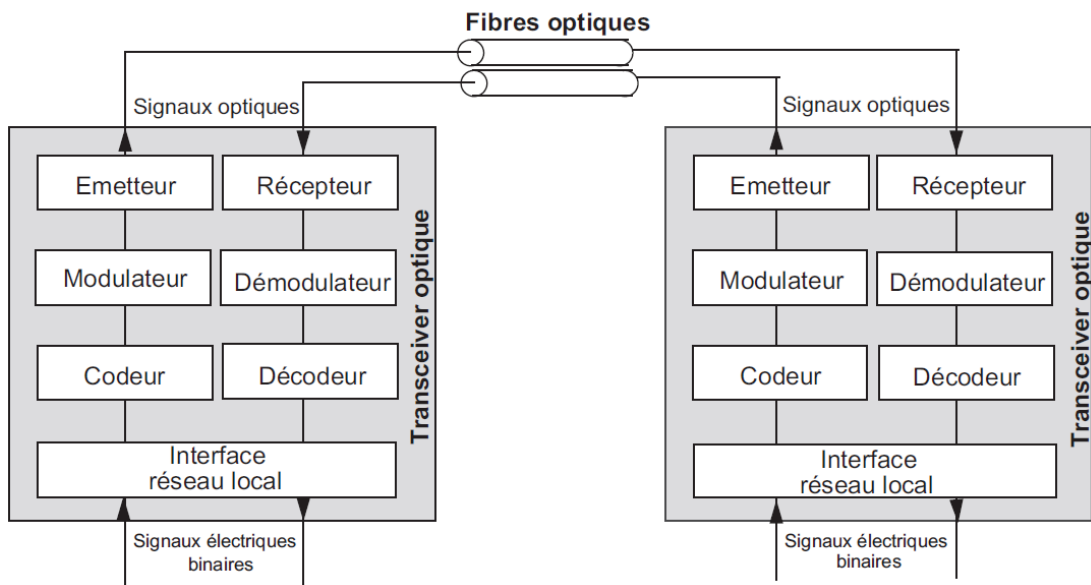 Fibres optiques
Signaux optiques
Emetteur
Récepteur
Modulateur
Démodulateur
Codeur
Décodeur
Interface
réseau local
Transceiver optique
Signaux électriques
binaires
Signaux optiques
Emetteur
Récepteur
Modulateur
Démodulateur
Codeur
Décodeur
Interface
réseau local
Transceiver optique
Signaux électriques
binaires